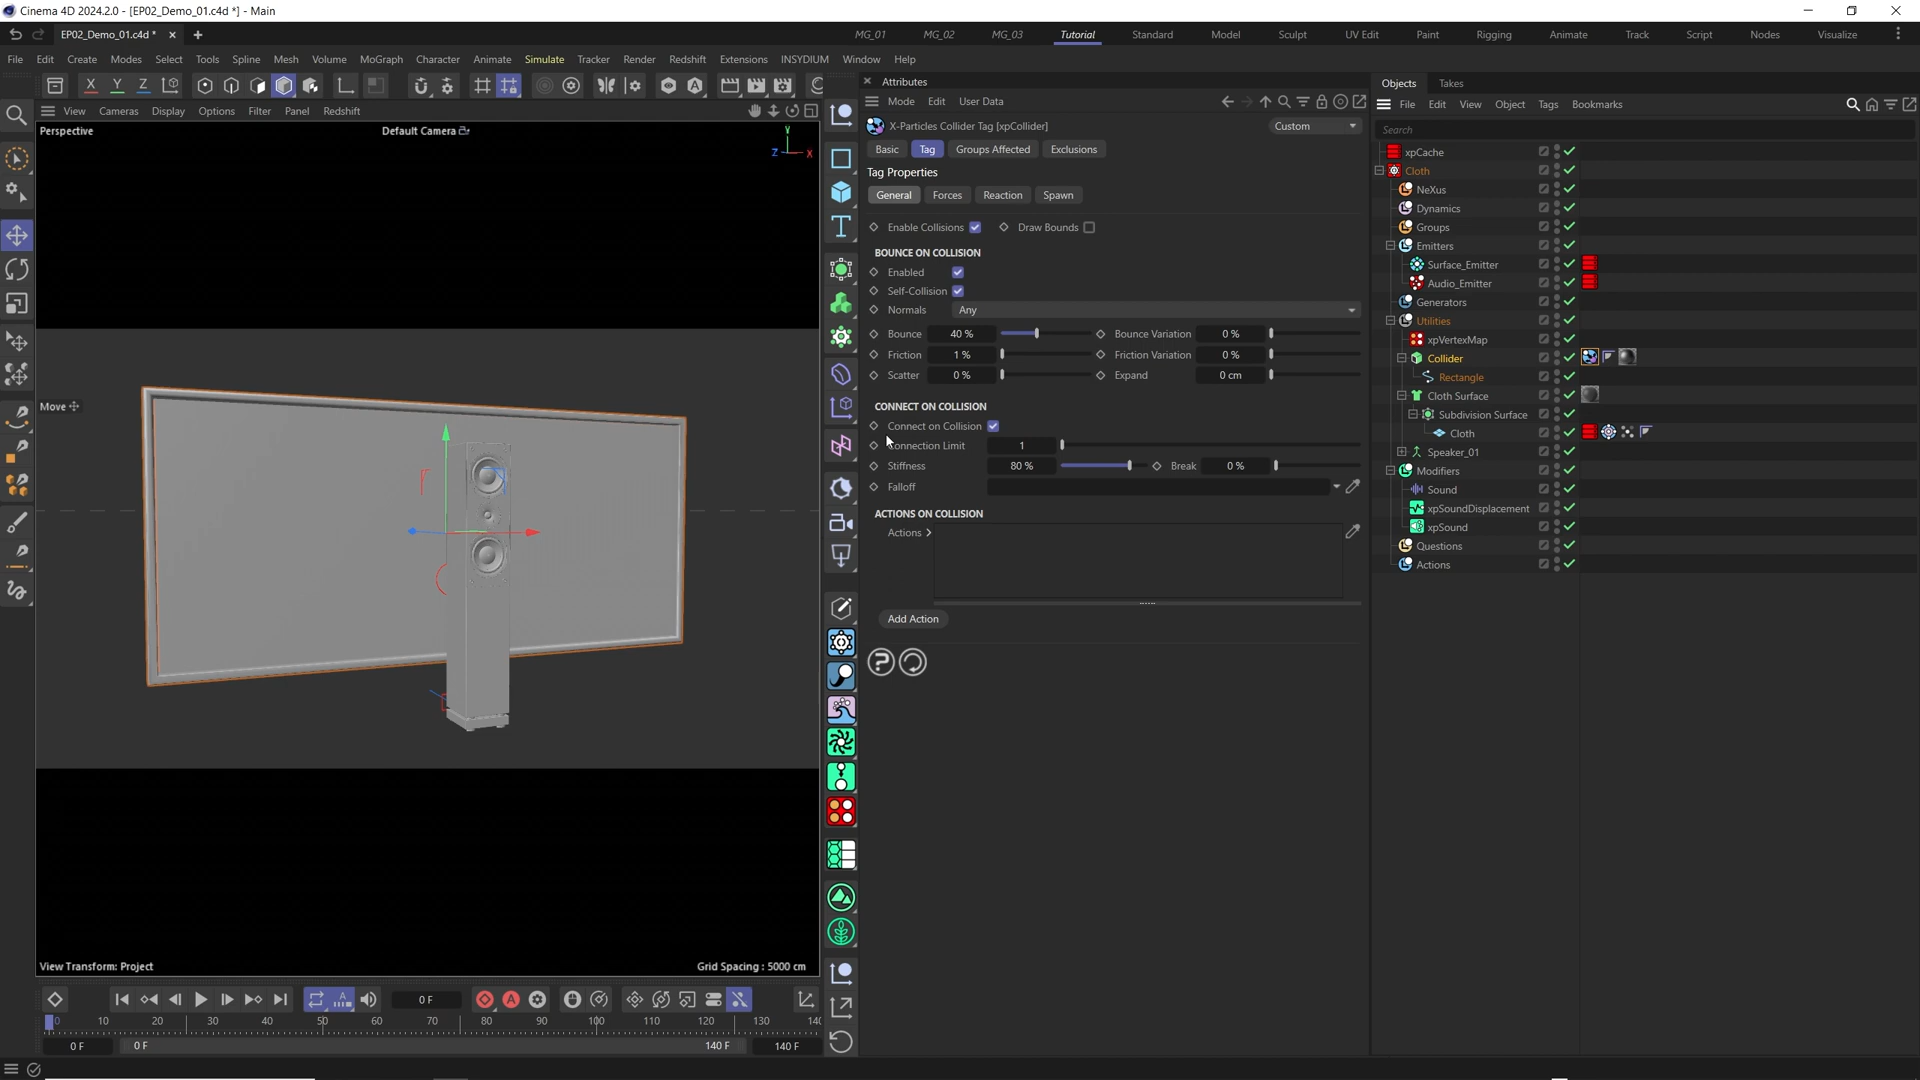 Cinema 4D 2024.2.0 - [EP02_Demo_01.c4d *] - Main
EP02_Demo_01.c4d *
MG_01 MG_02 MG_03 Tutorial Standard Model Sculpt UV Edit Paint Rigging Animate Track Script Nodes Visualize
File Edit Create Modes Select Tools Spline Mesh Volume MoGraph Character Animate Simulate Tracker Render Redshift Extensions INSYDIUM Window Help
X Y Z
View Cameras Display Options Filter Panel Redshift
Perspective
Default Camera
Y
Z X
Move
View Transform: Project
Grid Spacing : 5000 cm
0 F
0 10 20 30 40 50 60 70 80 90 100 110 120 130 140
0 F
0 F
140 F
140 F
Attributes
Mode Edit User Data
X-Particles Collider Tag [xpCollider]
Custom
Basic Tag Groups Affected Exclusions
Tag Properties
General Forces Reaction Spawn
Enable Collisions Draw Bounds
BOUNCE ON COLLISION
Enabled
Self-Collision
Normals Any
Bounce 40 % Bounce Variation 0 %
Friction 1 % Friction Variation 0 %
Scatter 0 % Expand 0 cm
CONNECT ON COLLISION
Connect on Collision
Connection Limit 1
Stiffness 80 % Break 0 %
Falloff
ACTIONS ON COLLISION
Actions >
Add Action
Objects Takes
File Edit View Object Tags Bookmarks
Search
xpCache
Cloth
NeXus
Dynamics
Groups
Emitters
Surface_Emitter
Audio_Emitter
Generators
Utilities
xpVertexMap
Collider
Rectangle
Cloth Surface
Subdivision Surface
Cloth
Speaker_01
Modifiers
Sound
xpSoundDisplacement
xpSound
Questions
Actions